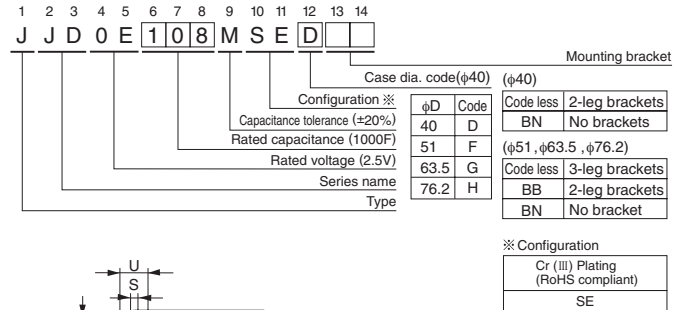 1 2 3 4 5 6 7 8 9 10 11 12 13 14
J J D 0 E 1 0 8 M S E D
Mounting bracket
Case dia. code(φ40)
Configuration ※
Capacitance tolerance (±20%)
Rated capacitance (1000F)
Rated voltage (2.5V)
Series name
Type
φD Code
40 D
51 F
63.5 G
76.2 H
(φ40)
Code less 2-leg brackets
BN No brackets
(φ51,φ63.5 ,φ76.2)
Code less 3-leg brackets
BB 2-leg brackets
BN No bracket
※Configuration
Cr (Ⅲ) Plating
(RoHS compliant)
SE
U
S